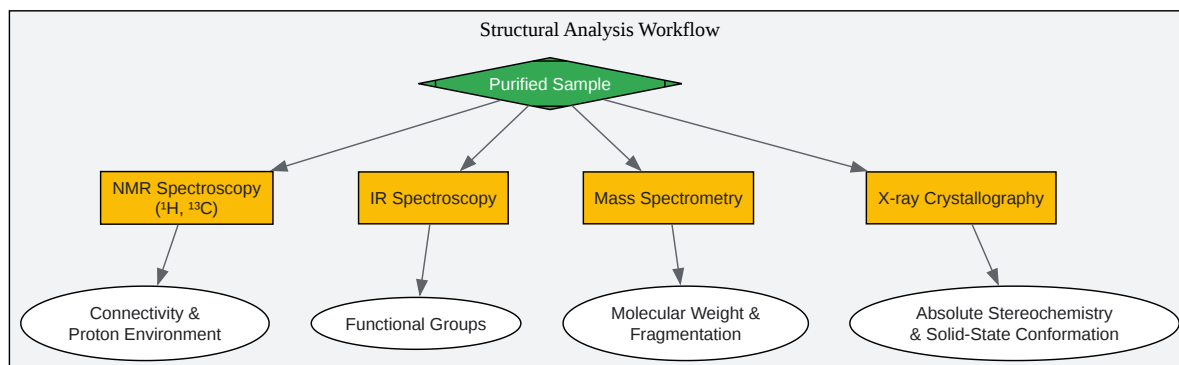 Structural Analysis Workflow
Purified Sample
NMR Spectroscopy
(¹H, ¹³C)
IR Spectroscopy
Mass Spectrometry
X-ray Crystallography
Connectivity &
Proton Environment
Functional Groups
Molecular Weight &
Fragmentation
Absolute Stereochemistry
& Solid-State Conformation